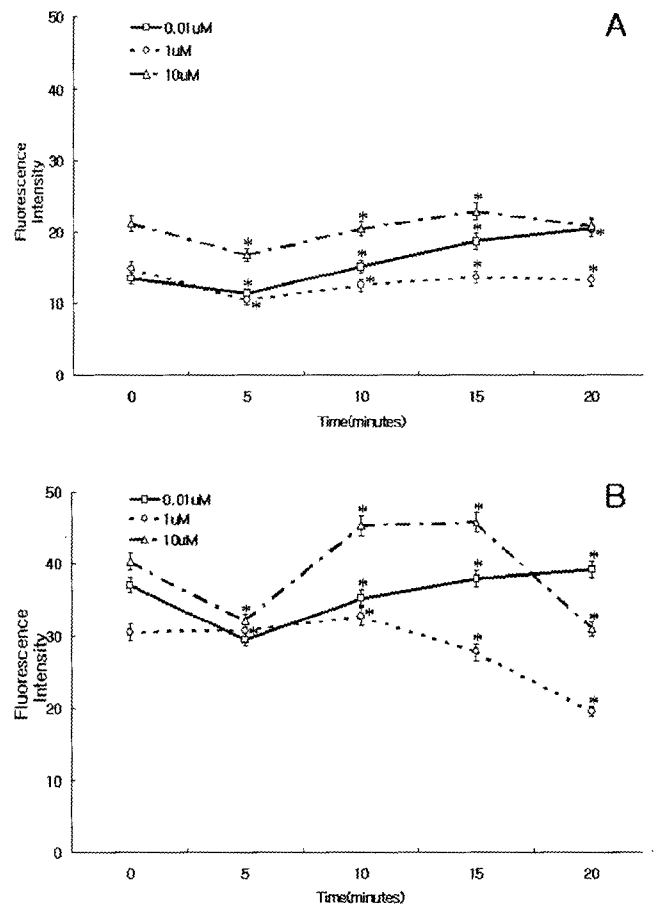 A
0.01uM
1uM
10uM
50
40
30
20
10
0
Fluorescence
Intensity
* * * *
* * * *
* * * *
0 5 10 15 20
Time(minutes)
B
0.01uM
1uM
10uM
50
40
30
20
10
0
Fluorescence
Intensity
* * * *
* * *
* * * *
0 5 10 15 20
Time(minutes)